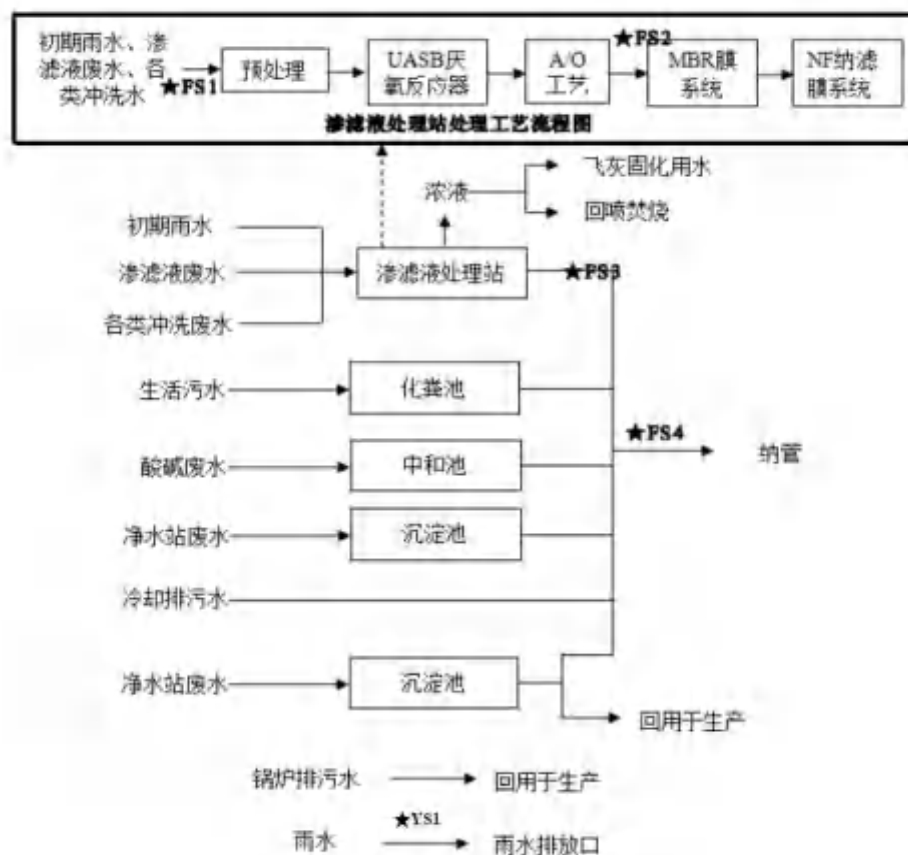 初期雨水、渗
滤液废水、各
类冲洗水
★FS1
预处理
UASB厌
氧反应器
A/O
工艺
★FS2
MBR膜
系统
NF纳滤
膜系统
渗滤液处理站处理工艺流程图
飞灰固化用水
浓液
回喷焚烧
初期雨水
渗滤液废水
渗滤液处理站
★FS3
各类冲洗废水
生活污水
化粪池
★FS4
纳管
酸碱废水
中和池
净水站废水
沉淀池
冷却排污水
净水站废水
沉淀池
回用于生产
锅炉排污水
回用于生产
★YS1
雨水
雨水排放口